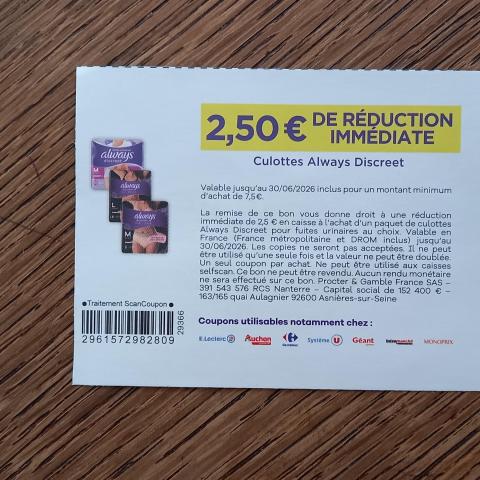 2,50 € DE RÉDUCTION
IMMÉDIATE
Culottes Always Discreet
always
DISCREET
M
L
always
M
Valable jusqu'au 30/06/2026 inclus pour un montant minimum
d'achat de 7,5€.
La remise de ce bon vous donne droit à une réduction
immédiate de 2,5 € en caisse à l'achat d'un paquet de culottes
Always Discreet pour fuites urinaires au choix. Valable en
France (France métropolitaine et DROM inclus) jusqu'au
30/06/2026. Les copies ne seront pas acceptées. Il ne peut
être utilisé qu'une seule fois et la valeur ne peut être doublée.
Un seul coupon par achat. Ne peut être utilisé aux caisses
selfscan. Ce bon ne peut être revendu. Aucun rendu monétaire
ne sera effectué sur ce bon. Procter & Gamble France SAS –
391 543 576 RCS Nanterre – Capital social de 152 400 € –
163/165 quai Aulagnier 92600 Asnières-sur-Seine
●Traitement ScanCoupon●
29366
2961572982809
Coupons utilisables notamment chez :
E.Leclerc
Auchan
Carrefour
Système U
Géant
Intermarché
MONOPRIX